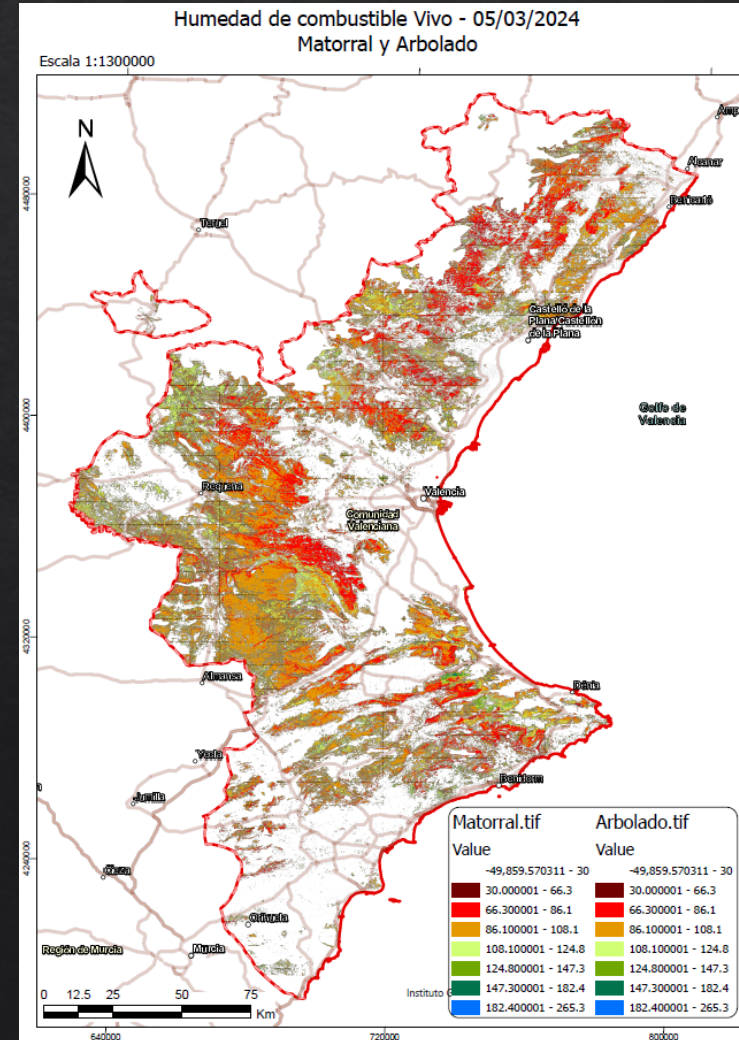 Humedad de combustible Vivo - 05/03/2024
Matorral y Arbolado
Escala 1:1300000
N
Alcanar
Benicarló
Teruel
4480000
Castelló de la
Plana/Castellón
de la Plana
4400000
Golfo de
Valencia
Requena
Valencia
Comunidad
Valenciana
4320000
Almansa
Dénia
Yecla
Benidorm
Jumilla
4240000
Cieza
Orihuela
Región de Murcia
Murcia
Matorral.tif Arbolado.tif
Value Value
-49,859.570311 - 30 -49,859.570311 - 30
30.000001 - 66.3 30.000001 - 66.3
66.300001 - 86.1 66.300001 - 86.1
86.100001 - 108.1 86.100001 - 108.1
108.100001 - 124.8 108.100001 - 124.8
124.800001 - 147.3 124.800001 - 147.3
147.300001 - 182.4 147.300001 - 182.4
182.400001 - 265.3 182.400001 - 265.3
Instituto
0 12.5 25 50 75
Km
640000 720000 800000